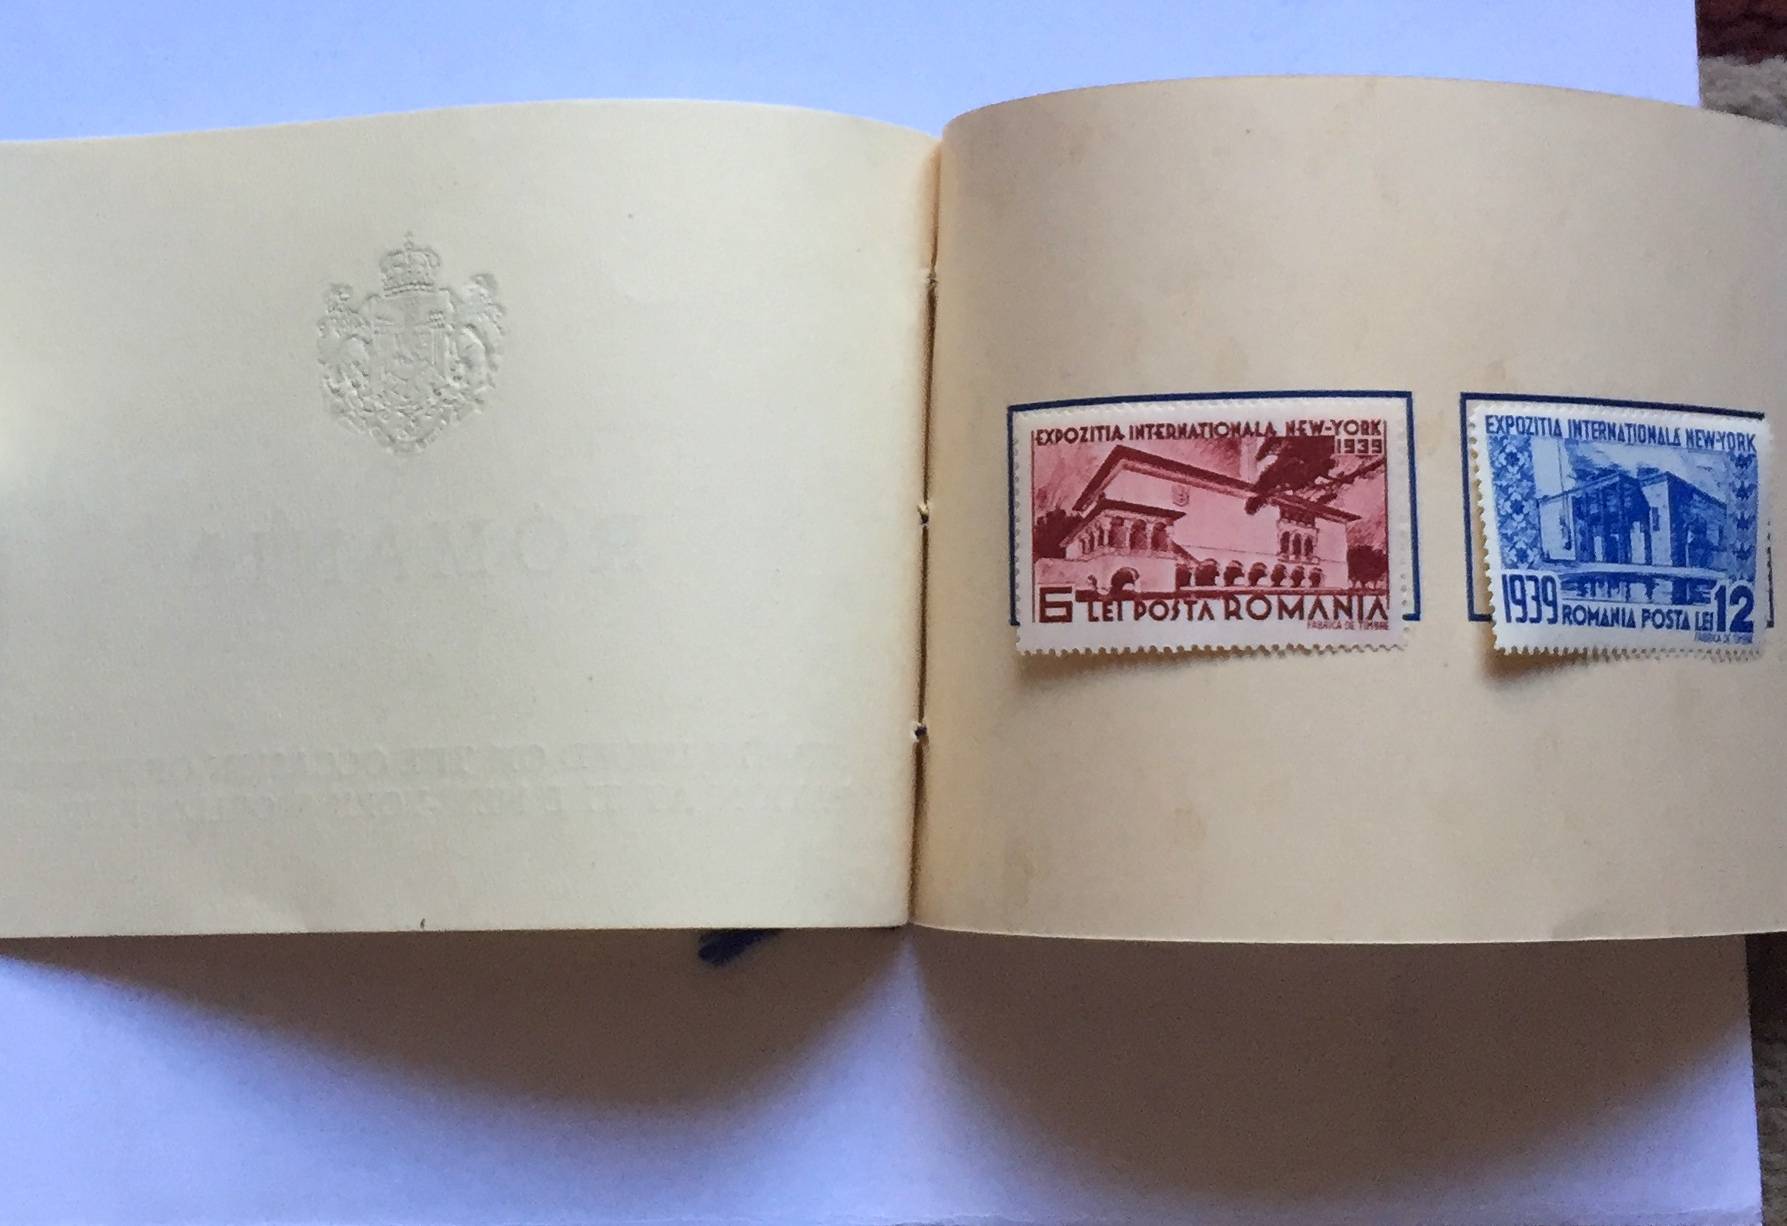 ROMANIA
EXPOZITIA INTERNATIONALA NEW-YORK
1939
6 LEI POSTA ROMANIA
FABRICA DE TIMBRE
EXPOZITIA INTERNATIONALA NEW-YORK
1939 ROMANIA POSTA LEI 12
FABRICA DE TIMBRE